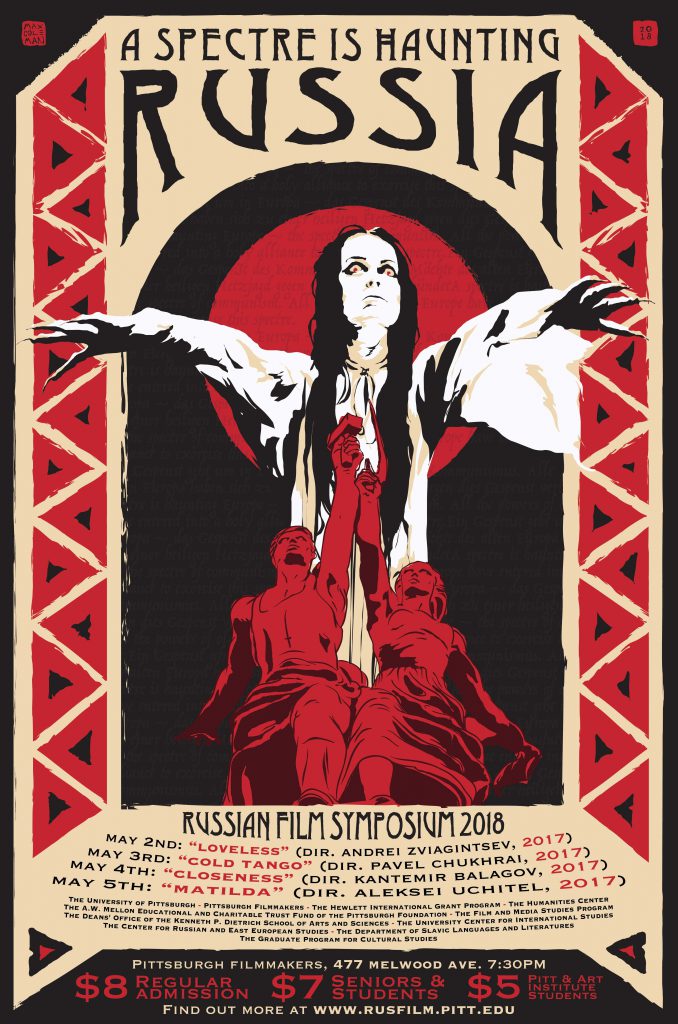 MAX
COLE
MAN
20
18
A SPECTRE IS HAUNTING
RUSSIA
RUSSIAN FILM SYMPOSIUM 2018
MAY 2ND: "LOVELESS" (DIR. ANDREI ZVIAGINTSEV, 2017)
MAY 3RD: "COLD TANGO" (DIR. PAVEL CHUKHRAI, 2017)
MAY 4TH: "CLOSENESS" (DIR. KANTEMIR BALAGOV, 2017)
MAY 5TH: "MATILDA" (DIR. ALEKSEI UCHITEL, 2017)
The University of Pittsburgh - Pittsburgh Filmmakers - The Hewlett International Grant Program - The Humanities Center
The A.W. Mellon Educational and Charitable Trust Fund of the Pittsburgh Foundation - The Film and Media Studies Program
The Deans' Office of the Kenneth P. Dietrich School of Arts and Sciences - The University Center for International Studies
The Center for Russian and East European Studies - The Department of Slavic Languages and Literatures
The Graduate Program for Cultural Studies
Pittsburgh Filmmakers, 477 Melwood Ave. 7:30PM
$8 Regular Admission $7 Seniors & Students $5 Pitt & Art Institute Students
Find out more at www.rusfilm.pitt.edu